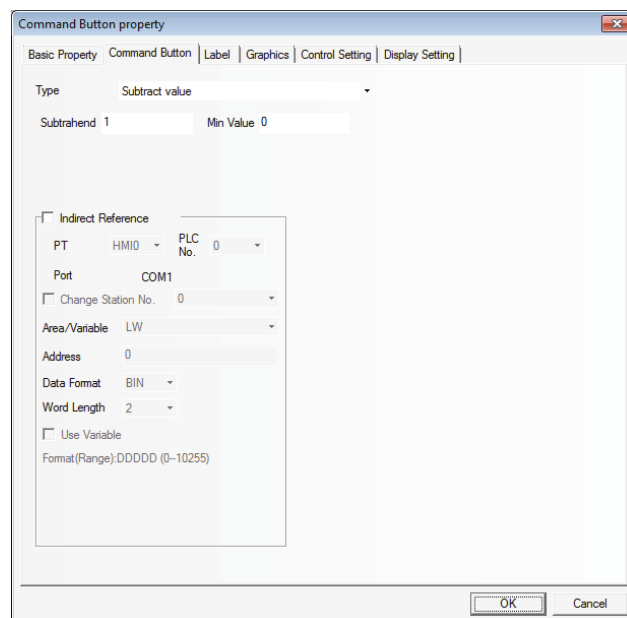 Command Button property
Basic Property Command Button Label Graphics Control Setting Display Setting
Type Subtract value
Subtrahend 1 Min Value 0
Indirect Reference
PT HMI0 PLC No. 0
Port COM1
Change Station No. 0
Area/Variable LW
Address 0
Data Format BIN
Word Length 2
Use Variable
Format(Range):DDDDD (0--10255)
OK Cancel